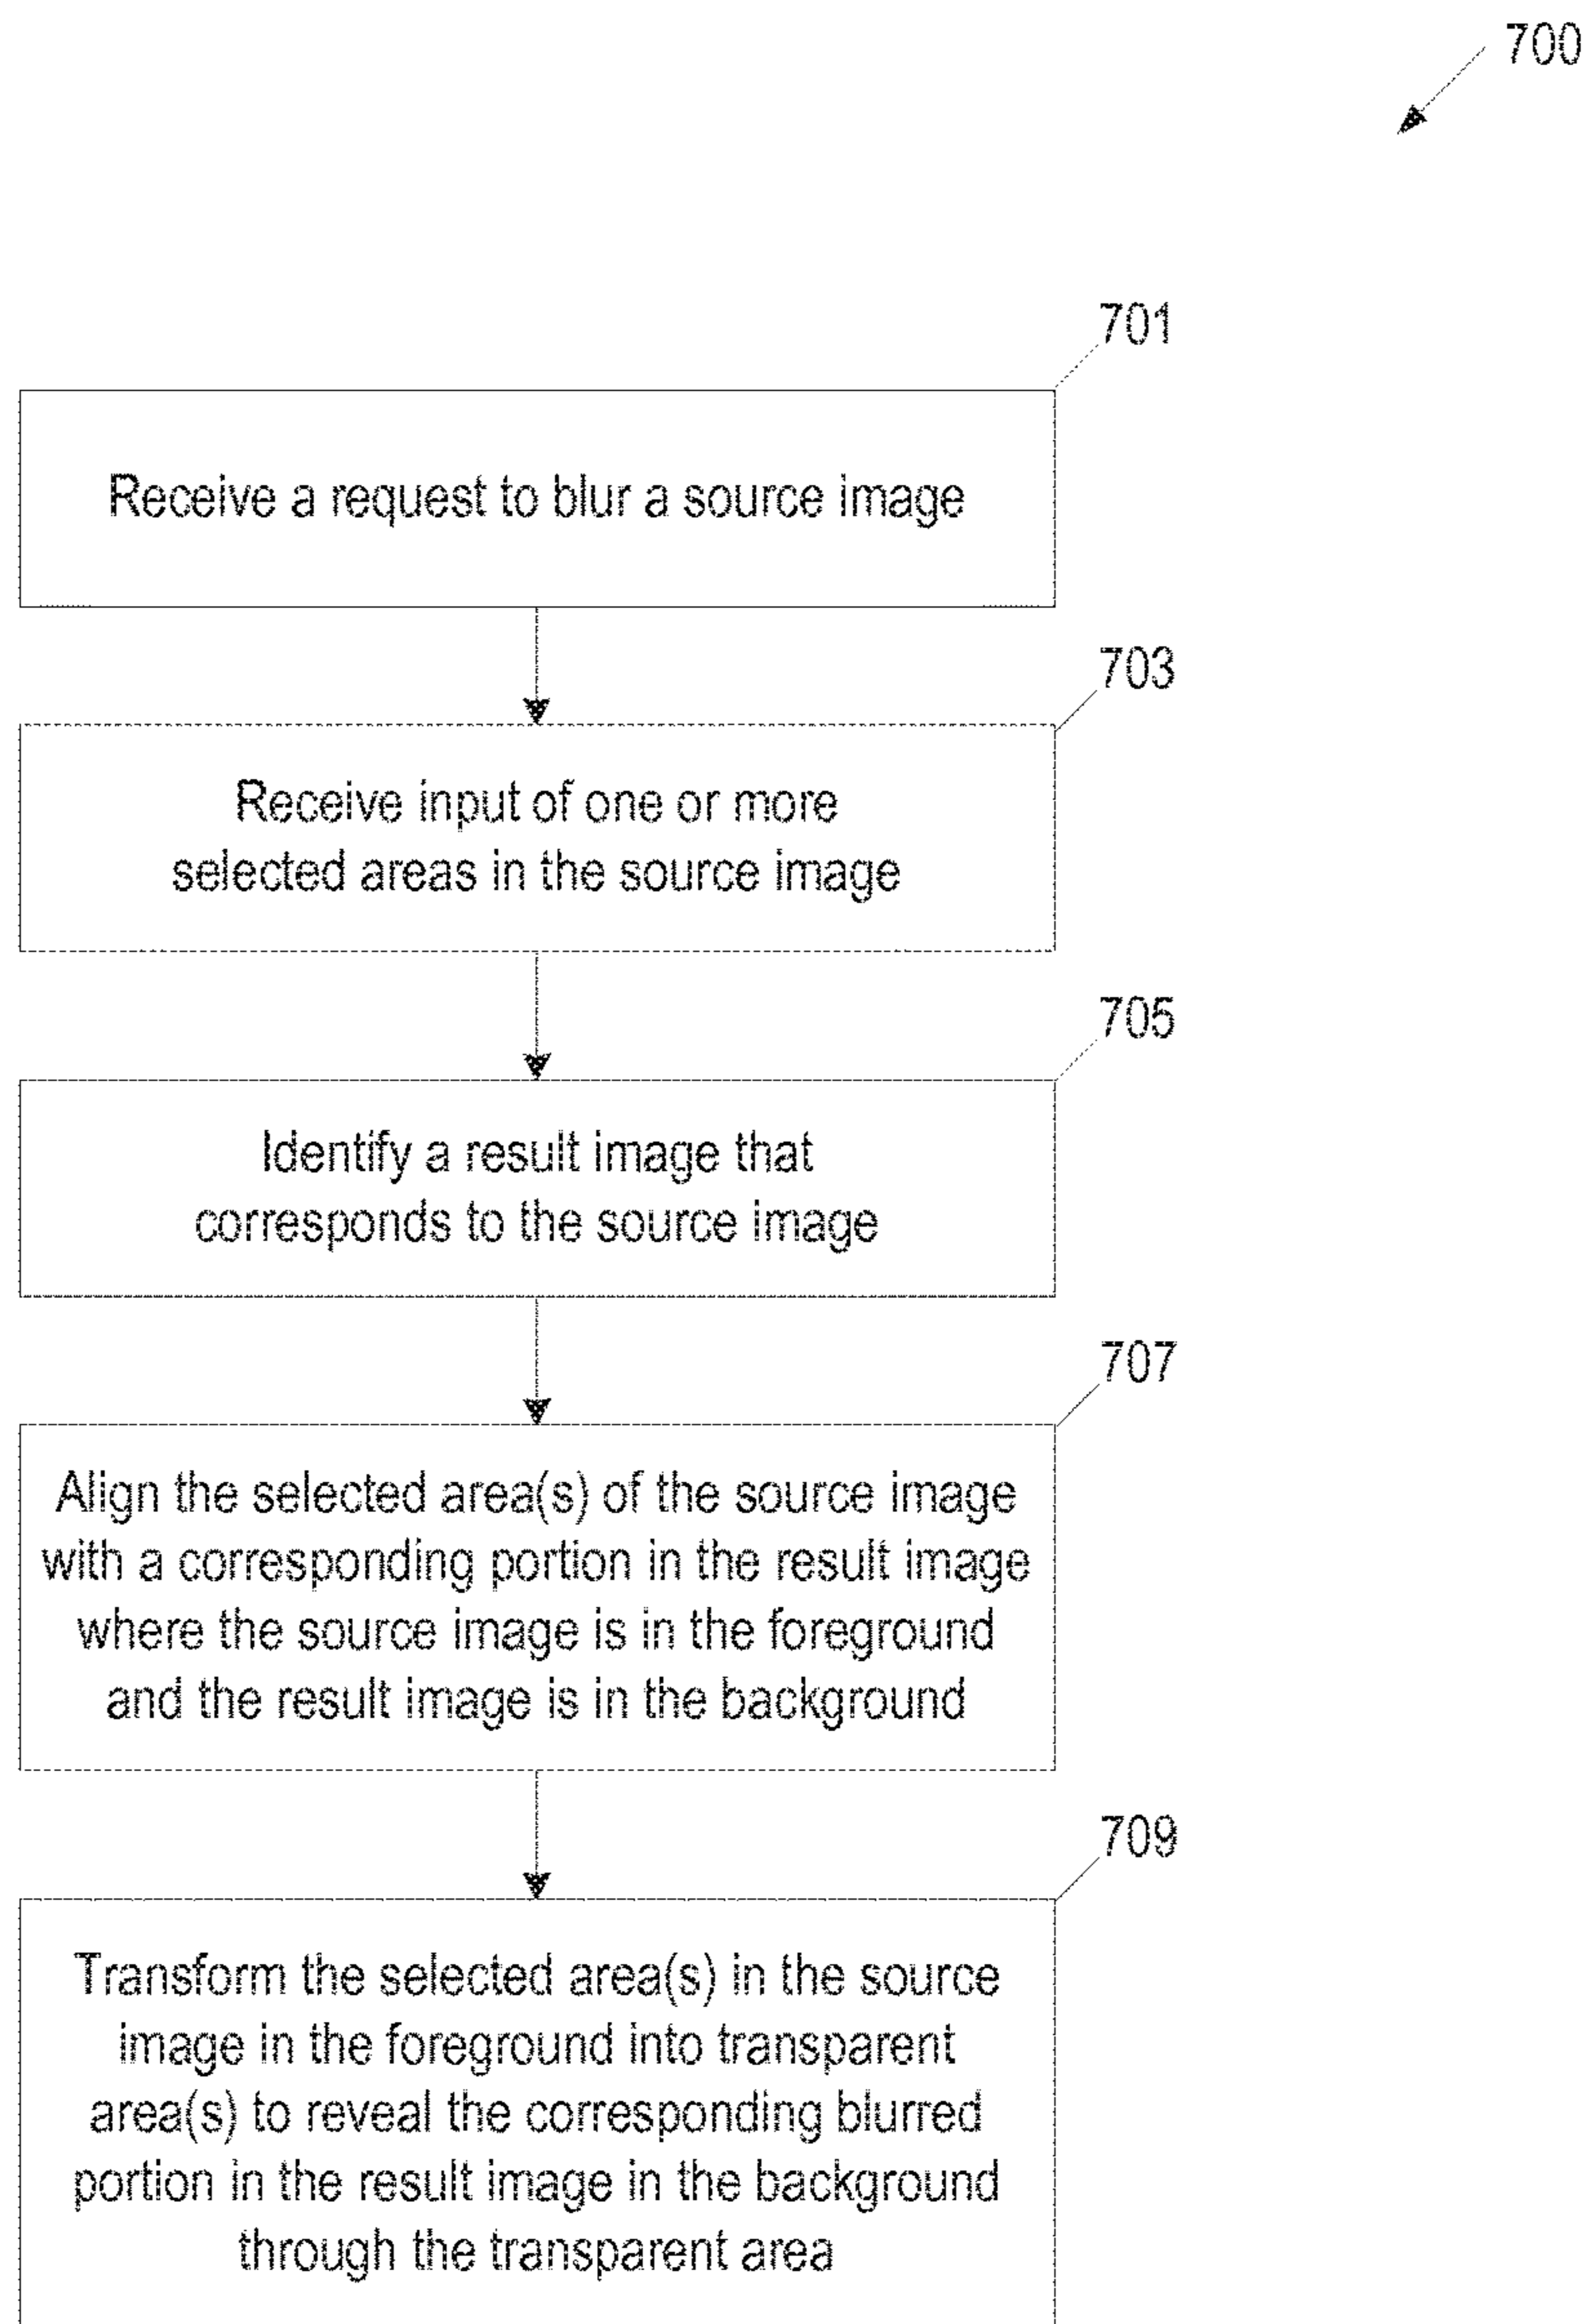 700
701
Receive a request to blur a source image
703
Receive input of one or more
selected areas in the source image
705
Identify a result image that
corresponds to the source image
707
Align the selected area(s) of the source image
with a corresponding portion in the result image
where the source image is in the foreground
and the result image is in the background
709
Transform the selected area(s) in the source
image in the foreground into transparent
area(s) to reveal the corresponding blurred
portion in the result image in the background
through the transparent area